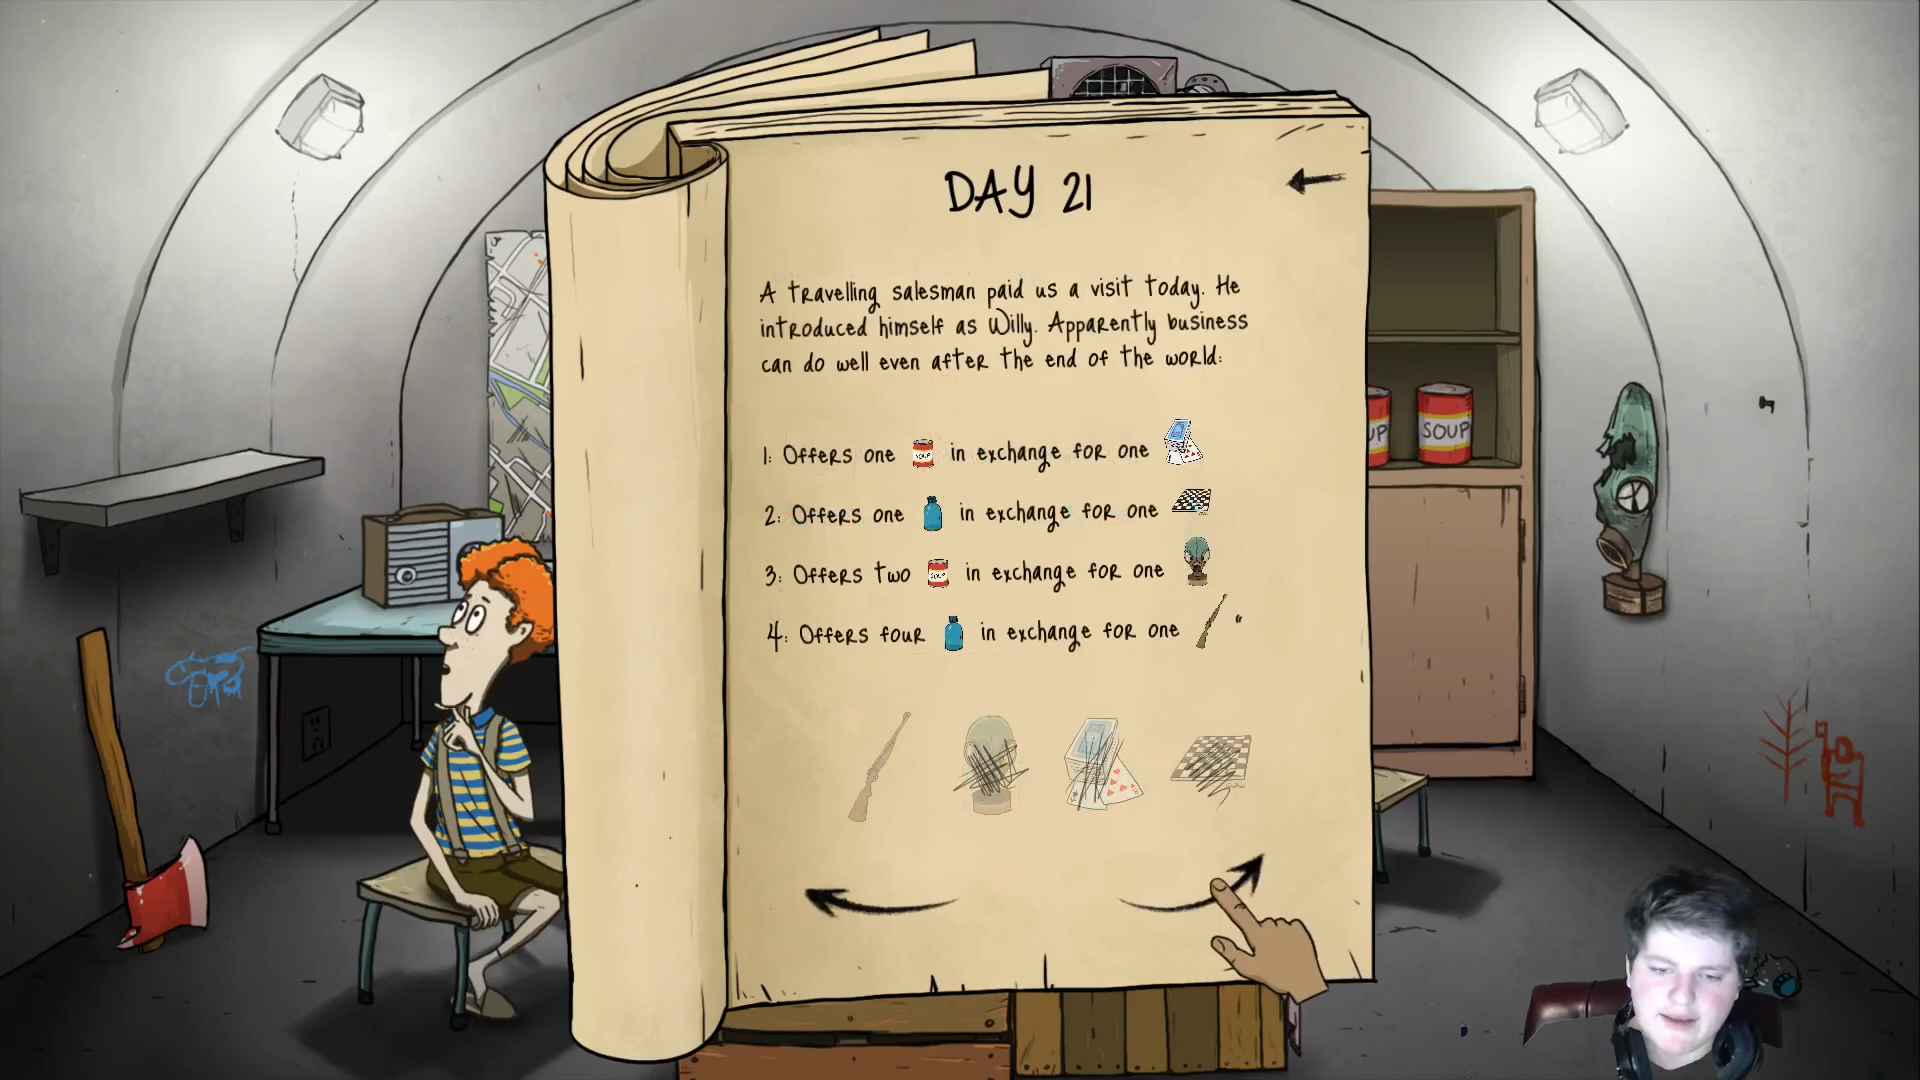 DAY 21
A travelling salesman paid us a visit today. He
introduced himself as Willy. Apparently business
can do well even after the end of the world:
1: Offers one SOUP in exchange for one
2: Offers one in exchange for one
3: Offers two SOUP in exchange for one
4: Offers four in exchange for one
UP
SOUP